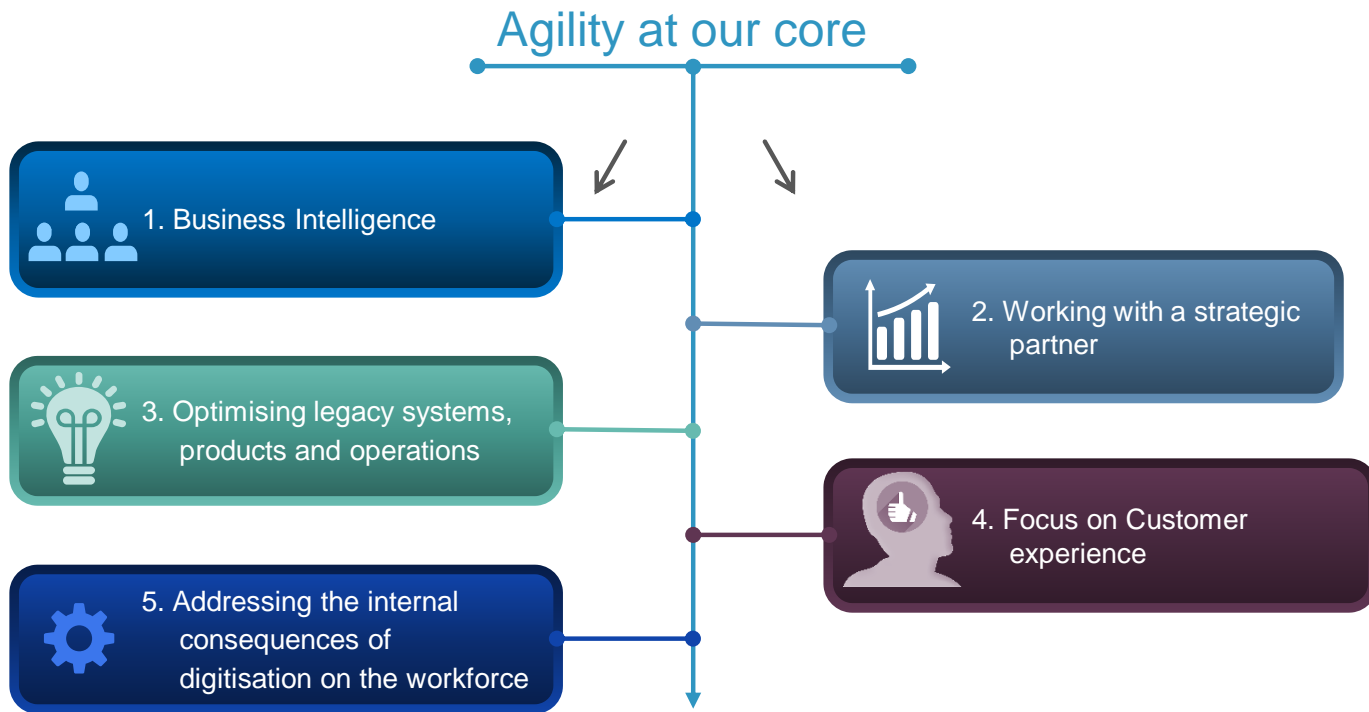 Agility at our core
1. Business Intelligence
2. Working with a strategic
partner
3. Optimising legacy systems,
products and operations
4. Focus on Customer
experience
5. Addressing the internal
consequences of
digitisation on the workforce